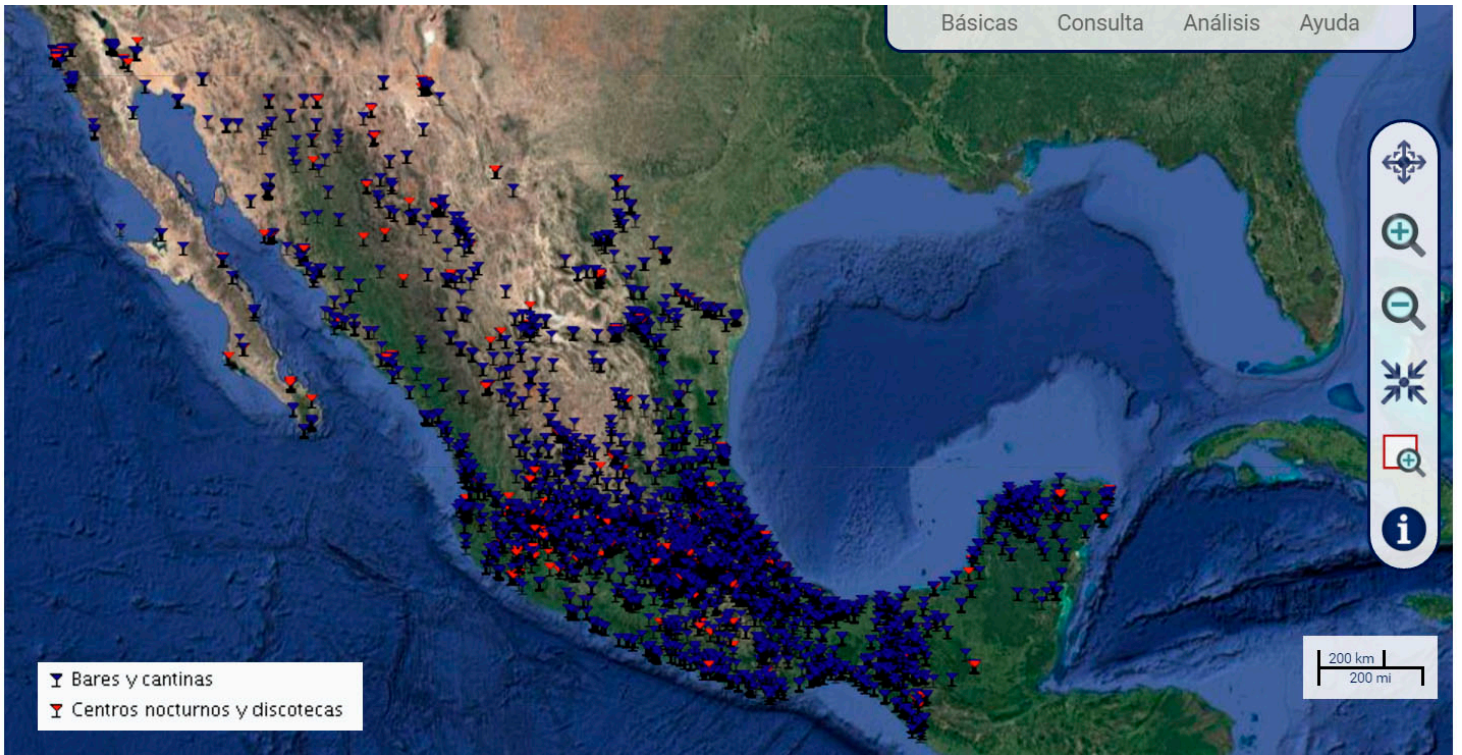 Básicas Consulta Análisis Ayuda
Bares y cantinas
Centros nocturnos y discotecas
200 km
200 mi